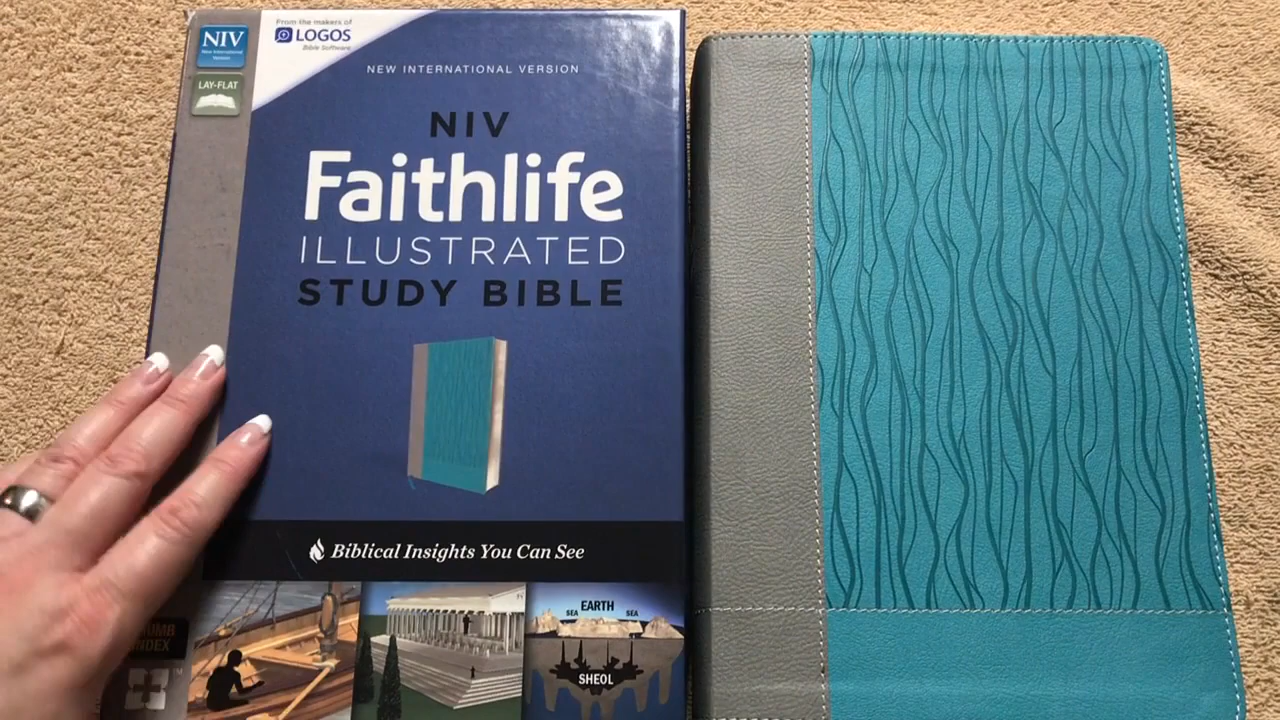 NIV
New International
Version
LAY-FLAT
From the makers of
LOGOS
Bible Software
NEW INTERNATIONAL VERSION
NIV
Faithlife
ILLUSTRATED
STUDY BIBLE
Biblical Insights You Can See
INDEX
EARTH
SEA SEA
SHEOL